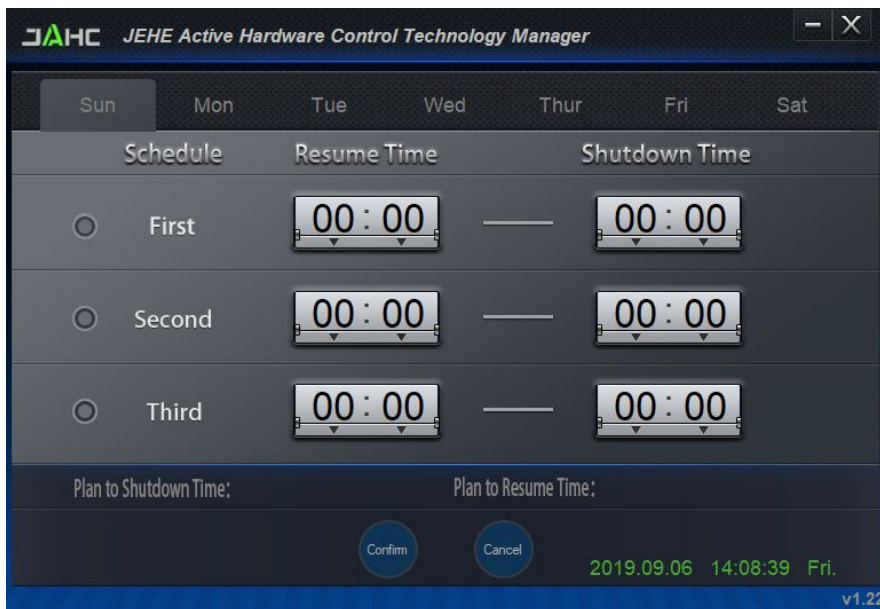 JAHC JEHE Active Hardware Control Technology Manager
Sun Mon Tue Wed Thur Fri Sat
Schedule Resume Time Shutdown Time
First 00:00 00:00
Second 00:00 00:00
Third 00:00 00:00
Plan to Shutdown Time: Plan to Resume Time:
Confirm Cancel
2019.09.06 14:08:39 Fri.
v1.22